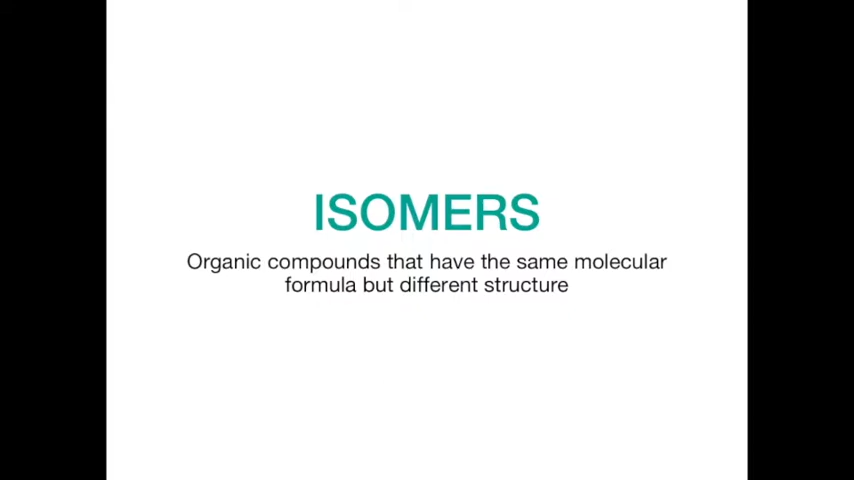 ISOMERS
Organic compounds that have the same molecular
formula but different structure